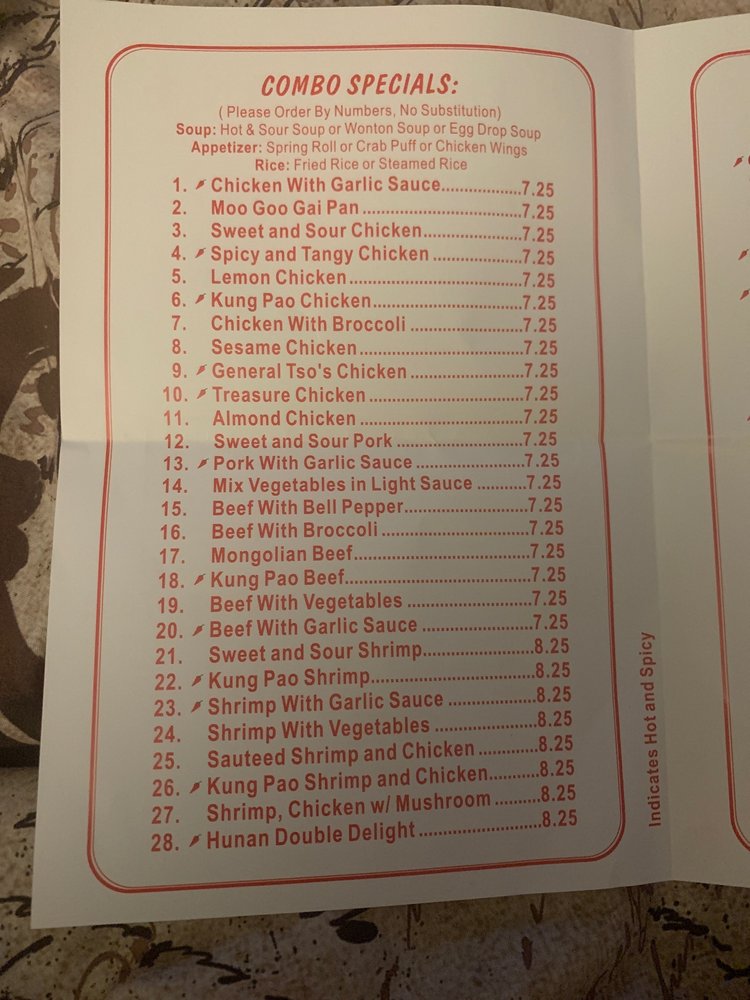 COMBO SPECIALS:
( Please Order By Numbers, No Substitution)
Soup: Hot & Sour Soup or Wonton Soup or Egg Drop Soup
Appetizer: Spring Roll or Crab Puff or Chicken Wings
Rice: Fried Rice or Steamed Rice
1. Chicken With Garlic Sauce....................7.25
2. Moo Goo Gai Pan....................7.25
3. Sweet and Sour Chicken....................7.25
4. Spicy and Tangy Chicken ....................7.25
5. Lemon Chicken....................7.25
6. Kung Pao Chicken....................7.25
7. Chicken With Broccoli ....................7.25
8. Sesame Chicken....................7.25
9. General Tso's Chicken ....................7.25
10. Treasure Chicken ....................7.25
11. Almond Chicken ....................7.25
12. Sweet and Sour Pork ....................7.25
13. Pork With Garlic Sauce ....................7.25
14. Mix Vegetables in Light Sauce ..........7.25
15. Beef With Bell Pepper....................7.25
16. Beef With Broccoli ....................7.25
17. Mongolian Beef....................7.25
18. Kung Pao Beef....................7.25
19. Beef With Vegetables ....................7.25
20. Beef With Garlic Sauce ....................7.25
21. Sweet and Sour Shrimp....................8.25
22. Kung Pao Shrimp....................8.25
23. Shrimp With Garlic Sauce ....................8.25
24. Shrimp With Vegetables ....................8.25
25. Sauteed Shrimp and Chicken ............8.25
26. Kung Pao Shrimp and Chicken..........8.25
27. Shrimp, Chicken w/ Mushroom ..........8.25
28. Hunan Double Delight ....................8.25
Indicates Hot and Spicy